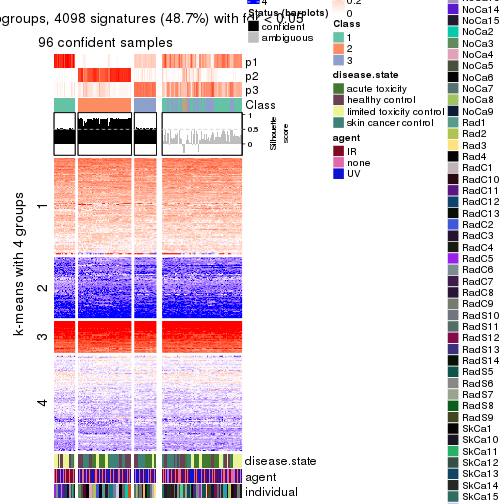 groups, 4098 signatures (48.7%) with fdr < 0.05
96 confident samples
p1
p2
p3
Class
1
0.5
0
Silhouette
score
k-means with 4 groups
1
2
3
4
disease.state
agent
individual
4
Status (barplots)
confident
ambiguous
0.2
0
Class
1
2
3
disease.state
acute toxicity
healthy control
limited toxicity control
skin cancer control
agent
IR
none
UV
NoCa14
NoCa15
NoCa2
NoCa3
NoCa4
NoCa5
NoCa6
NoCa7
NoCa8
NoCa9
Rad1
Rad2
Rad3
Rad4
RadC1
RadC10
RadC11
RadC12
RadC13
RadC2
RadC3
RadC4
RadC5
RadC6
RadC7
RadC8
RadC9
RadS10
RadS11
RadS12
RadS13
RadS14
RadS5
RadS6
RadS7
RadS8
RadS9
SkCa1
SkCa10
SkCa11
SkCa12
SkCa13
SkCa14
SkCa15